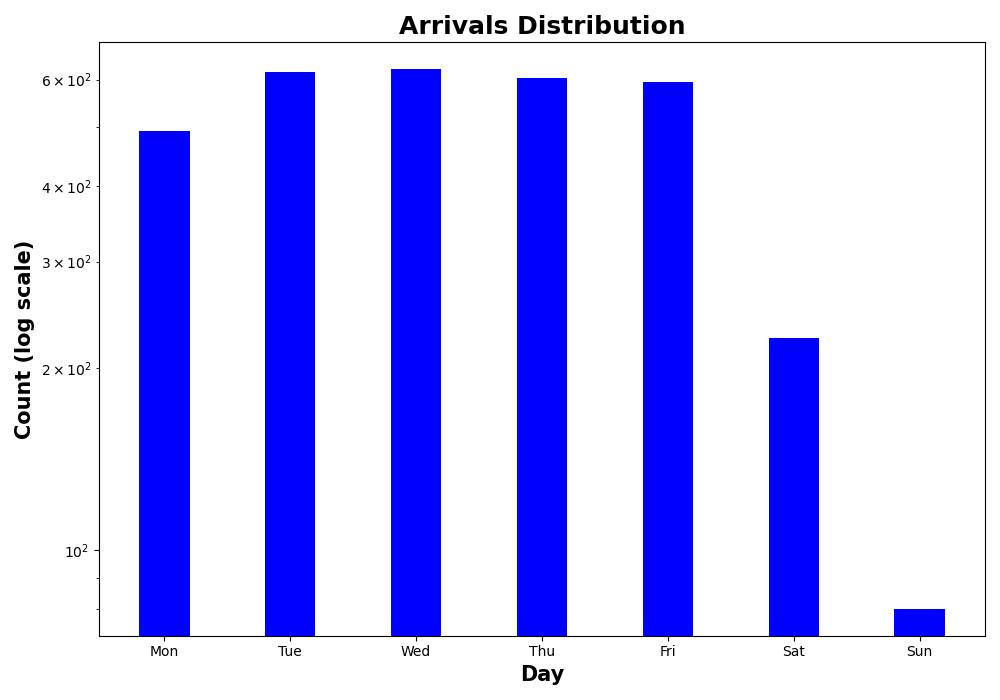 Arrivals Distribution
Count (log scale)
6 × 10²
4 × 10²
3 × 10²
2 × 10²
10²
Mon Tue Wed Thu Fri Sat Sun
Day